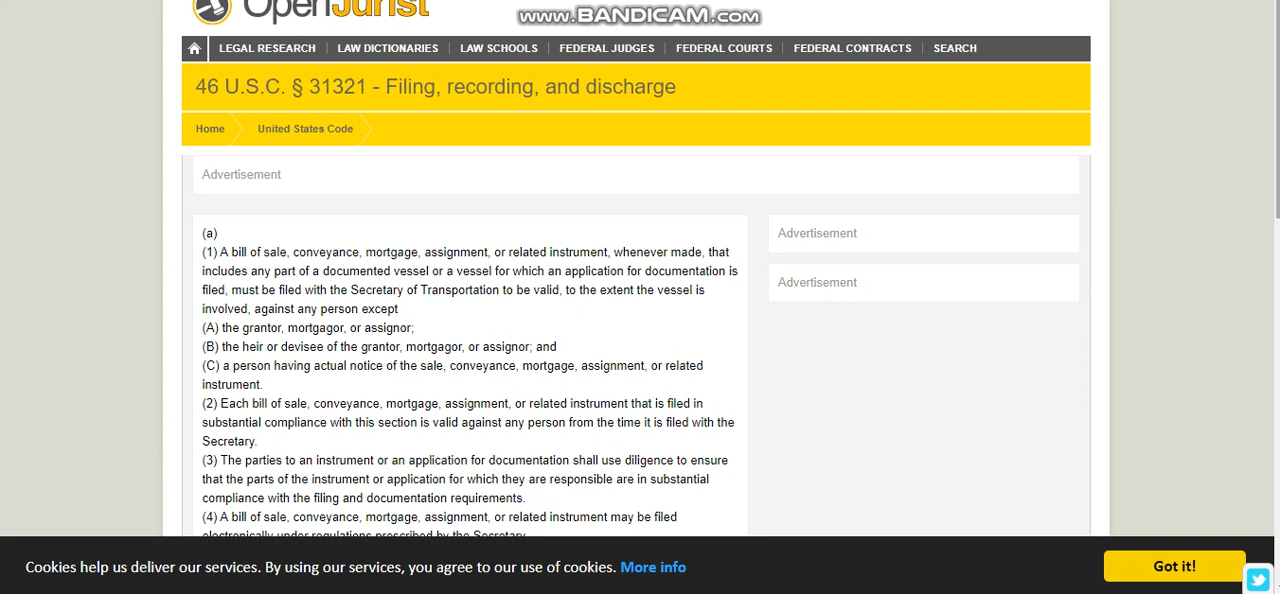 OpenJurist
www.BANDICAM.com
LEGAL RESEARCH
LAW DICTIONARIES
LAW SCHOOLS
FEDERAL JUDGES
FEDERAL COURTS
FEDERAL CONTRACTS
SEARCH
46 U.S.C. § 31321 - Filing, recording, and discharge
Home
United States Code
Advertisement
(a)
(1) A bill of sale, conveyance, mortgage, assignment, or related instrument, whenever made, that
includes any part of a documented vessel or a vessel for which an application for documentation is
filed, must be filed with the Secretary of Transportation to be valid, to the extent the vessel is
involved, against any person except
(A) the grantor, mortgagor, or assignor;
(B) the heir or devisee of the grantor, mortgagor, or assignor; and
(C) a person having actual notice of the sale, conveyance, mortgage, assignment, or related
instrument.
(2) Each bill of sale, conveyance, mortgage, assignment, or related instrument that is filed in
substantial compliance with this section is valid against any person from the time it is filed with the
Secretary.
(3) The parties to an instrument or an application for documentation shall use diligence to ensure
that the parts of the instrument or application for which they are responsible are in substantial
compliance with the filing and documentation requirements.
(4) A bill of sale, conveyance, mortgage, assignment, or related instrument may be filed
electronically under regulations prescribed by the Secretary.
Advertisement
Advertisement
Cookies help us deliver our services. By using our services, you agree to our use of cookies. More info
Got it!